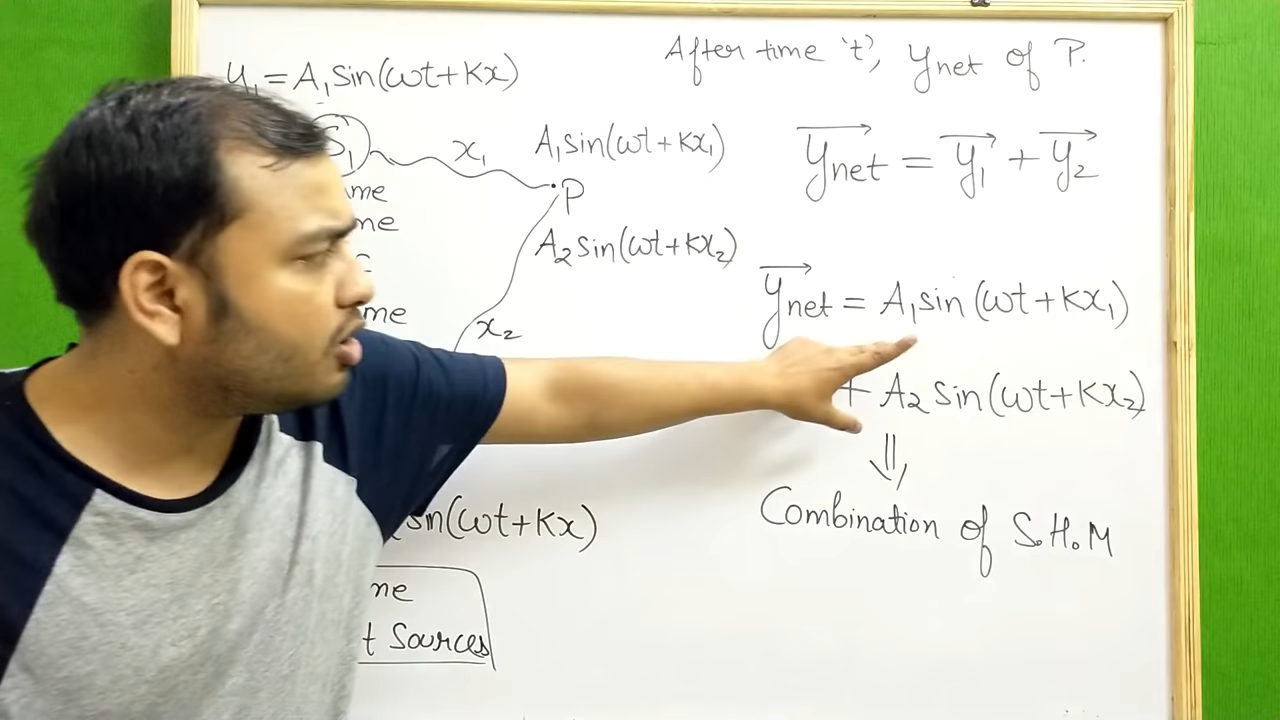 y₁ = A₁sin(ωt+Kx)
S₁
x₁
A₁sin(ωt+Kx₁)
P
me
me
A₂sin(ωt+Kx₂)
me
x₂
sin(ωt+Kx)
me
t Sources
After time 't', ynet of P.
ynet = y₁ + y₂
ynet = A₁sin(ωt+Kx₁)
+ A₂sin(ωt+Kx₂)
⇓
Combination of S.H.M